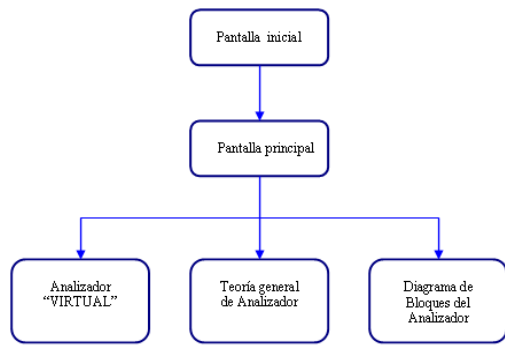 Pantalla inicial
Pantalla principal
Analizador
“VIRTUAL”
Teoría general
de Analizador
Diagrama de
Bloques del
Analizador